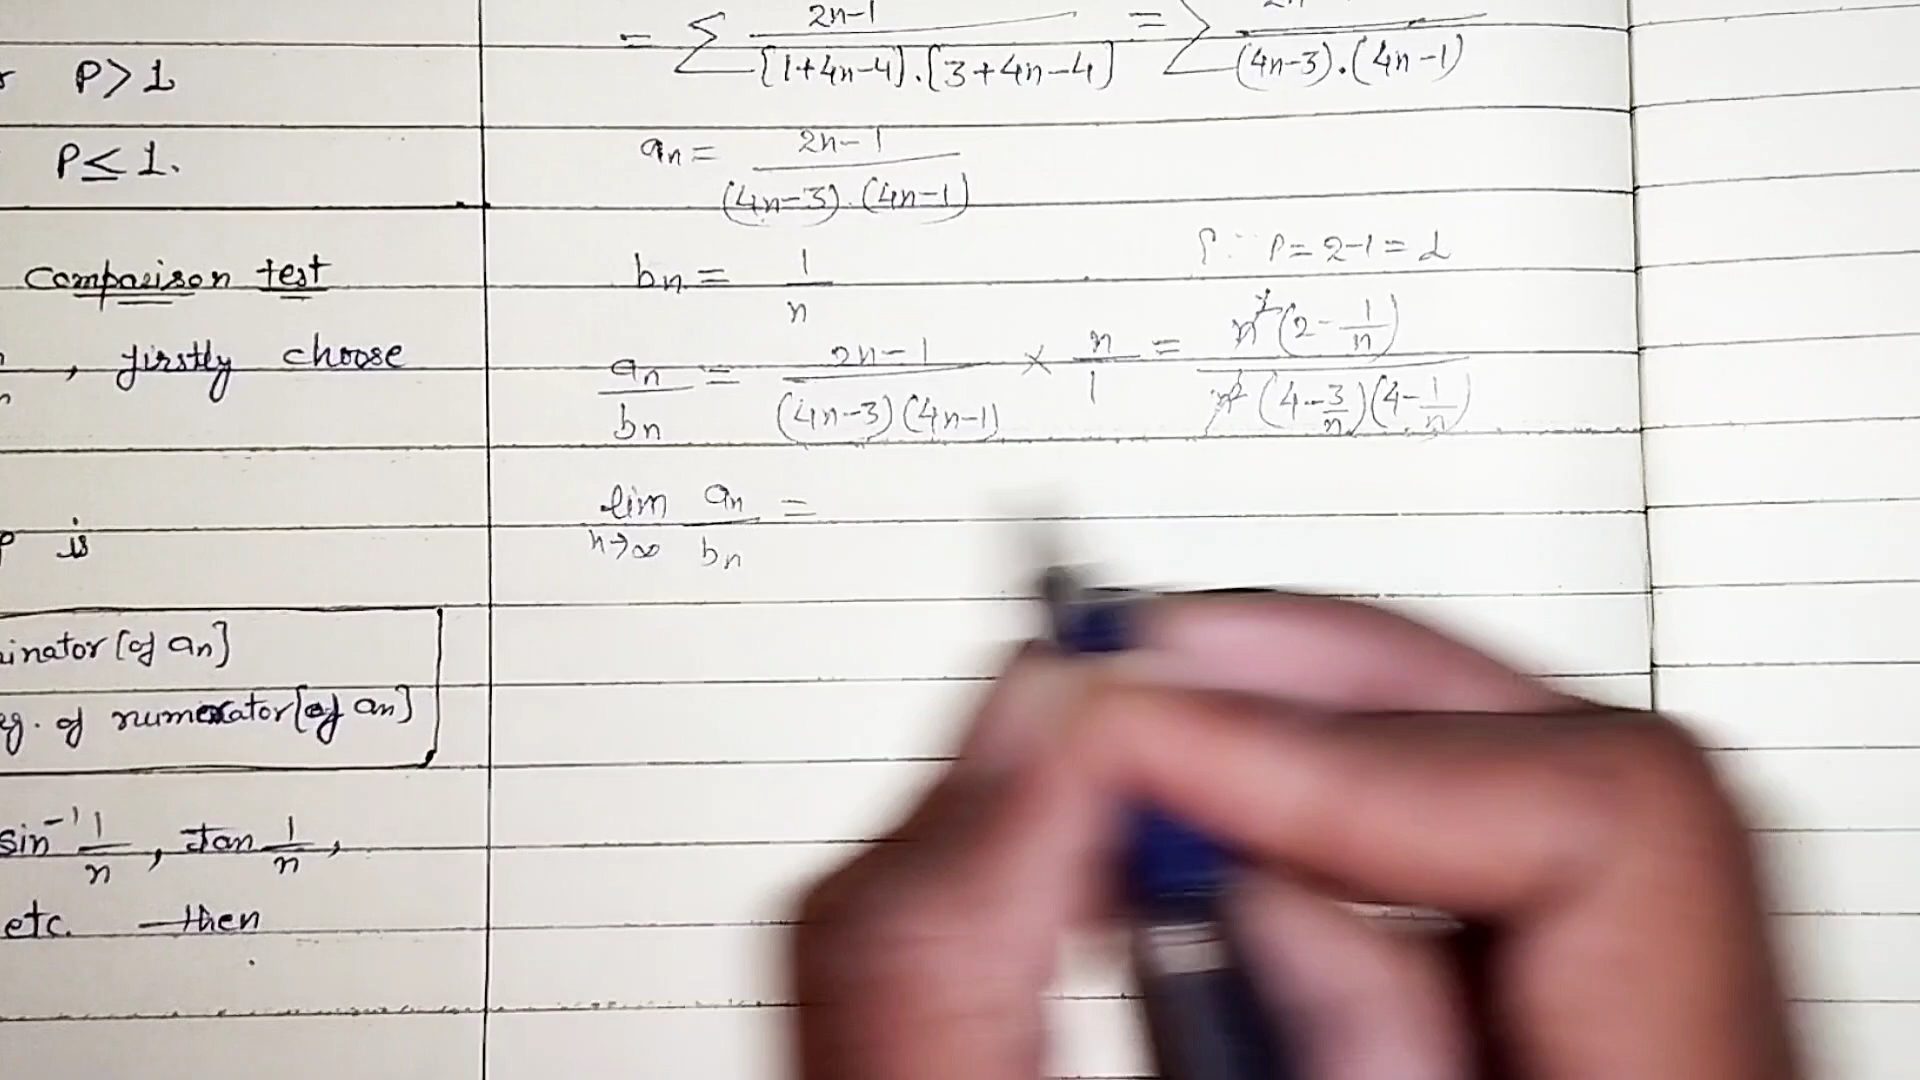 P>1
P≤1.
comparison test
, firstly choose
is
inator [of an]
eg. of numerator [of an]
sin⁻¹ 1/n , Tan 1/n ,
etc. then
= ∑ 2n-1 / [1+4n-4].[3+4n-4] = ∑ / (4n-3).(4n-1)
an = 2n-1 / (4n-3).(4n-1)
bn = 1/n
P = 2-1 = 1
an/bn = 2n-1 / (4n-3)(4n-1) × n/1 = n²(2-1/n) / n²(4-3/n)(4-1/n)
lim n→∞ an/bn =